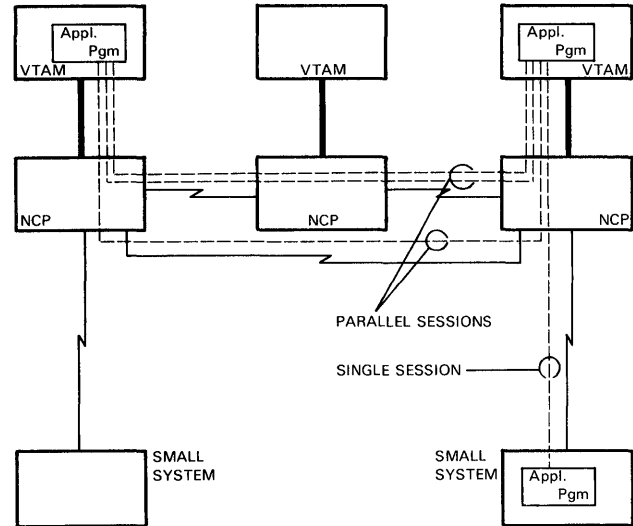 Appl.
Pgm
VTAM
VTAM
Appl.
Pgm
VTAM
NCP
NCP
NCP
PARALLEL SESSIONS
SINGLE SESSION
SMALL
SYSTEM
SMALL
SYSTEM
Appl.
Pgm